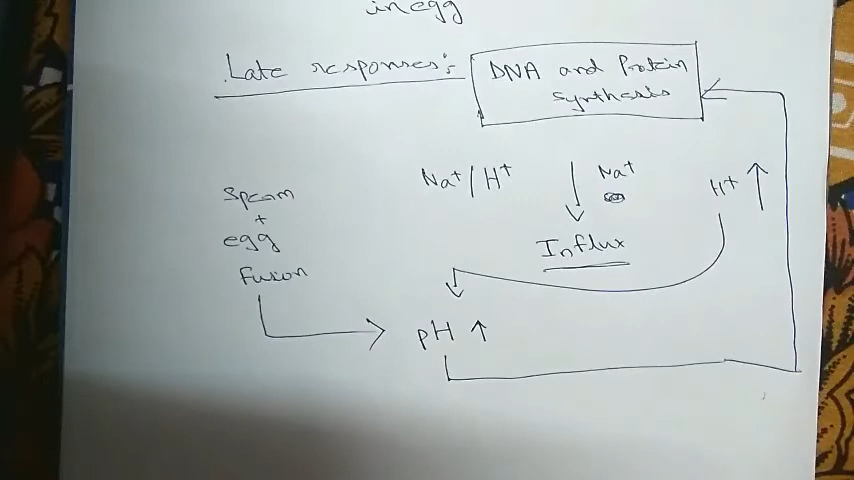 in egg
Late responses:
DNA and Protein
synthesis
Na+/H+
↓ Na+
H+ ↑
Influx
Sperm
+
egg
Fusion
pH ↑